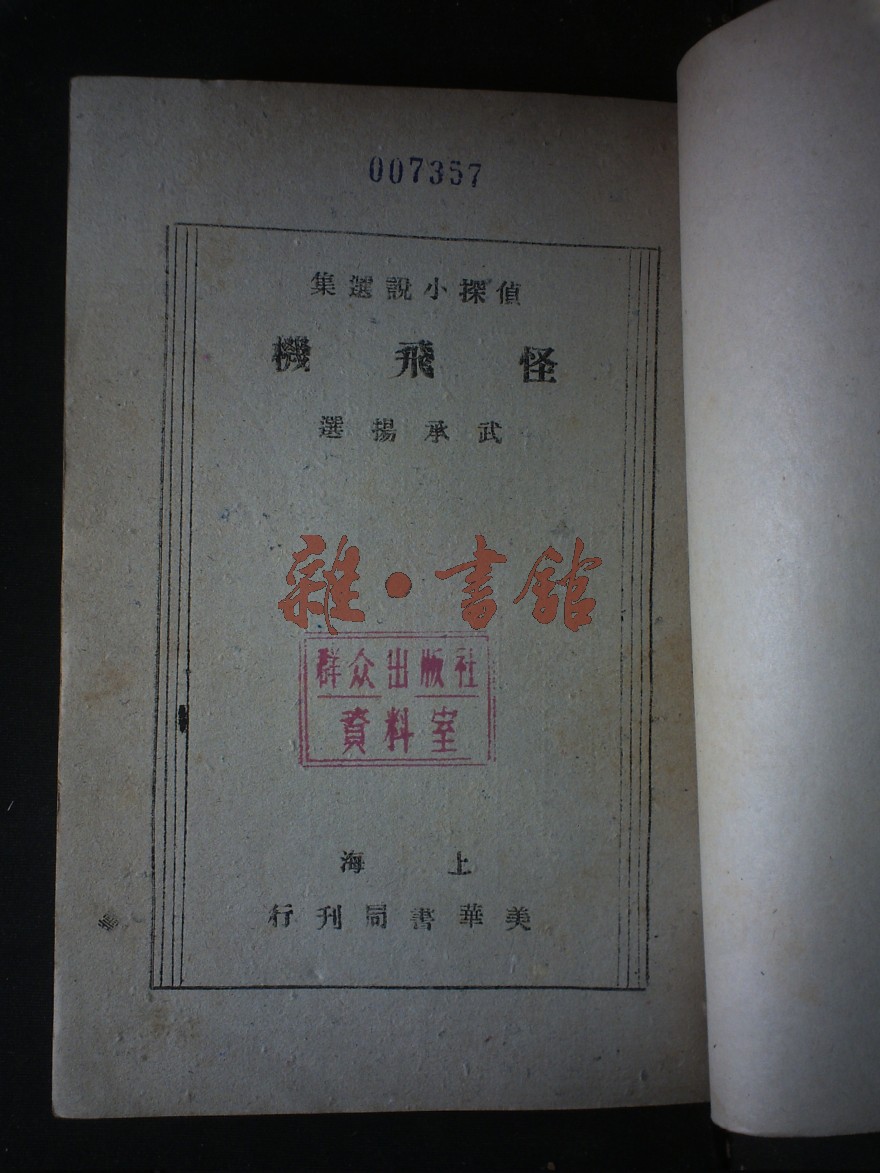 007357
偵探小說選集
怪飛機
武承揚選
雜·書館
群众出版社
資料室
上海
美華書局刊行